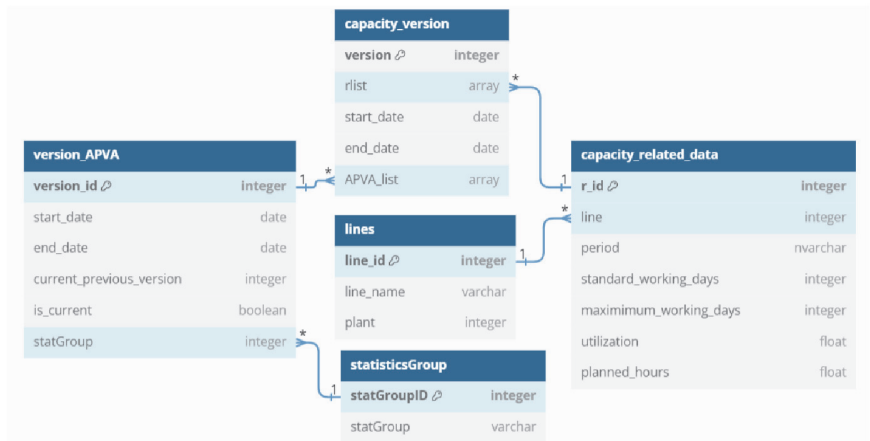 capacity_version
version integer
rlist array
start_date date
end_date date
APVA_list array
*
*
version_APVA
version_id integer
start_date date
end_date date
current_previous_version integer
is_current boolean
statGroup integer
1
*
lines
line_id integer
line_name varchar
plant integer
1
statisticsGroup
statGroupID integer
statGroup varchar
1
capacity_related_data
r_id integer
line integer
period nvarchar
standard_working_days integer
maximimum_working_days integer
utilization float
planned_hours float
1
*